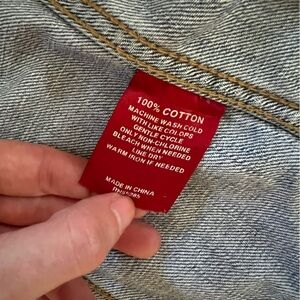 100% COTTON
MACHINE WASH COLD
WITH LIKE COLORS
GENTLE CYCLE
ONLY NON-CHLORINE
BLEACH WHEN NEEDED
LINE DRY
WARM IRON IF NEEDED
MADE IN CHINA